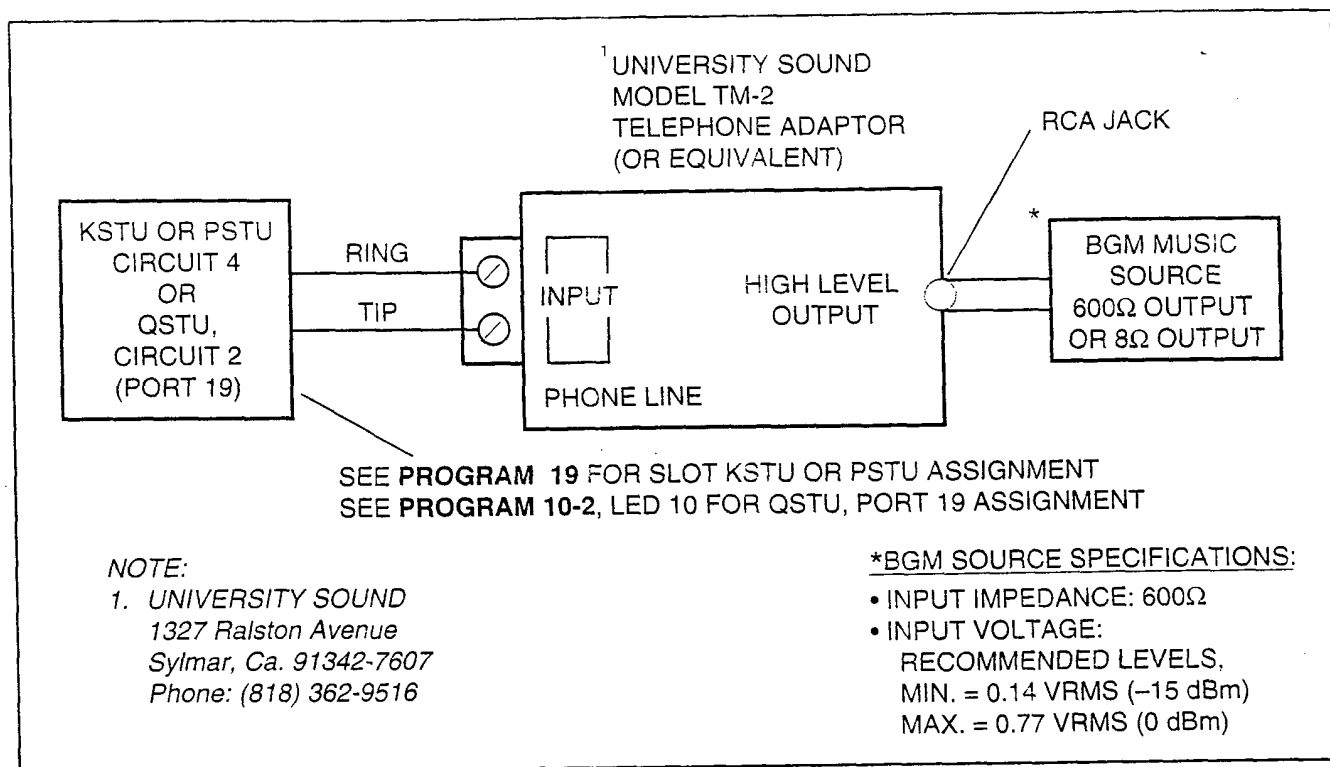 1 UNIVERSITY SOUND
MODEL TM-2
TELEPHONE ADAPTOR
(OR EQUIVALENT)
RCA JACK
KSTU OR PSTU
CIRCUIT 4
OR
QSTU,
CIRCUIT 2
(PORT 19)
RING
TIP
INPUT
PHONE LINE
HIGH LEVEL
OUTPUT
*
BGM MUSIC
SOURCE
600Ω OUTPUT
OR 8Ω OUTPUT
SEE PROGRAM 19 FOR SLOT KSTU OR PSTU ASSIGNMENT
SEE PROGRAM 10-2, LED 10 FOR QSTU, PORT 19 ASSIGNMENT
NOTE:
1. UNIVERSITY SOUND
1327 Ralston Avenue
Sylmar, Ca. 91342-7607
Phone: (818) 362-9516
*BGM SOURCE SPECIFICATIONS:
• INPUT IMPEDANCE: 600Ω
• INPUT VOLTAGE:
RECOMMENDED LEVELS,
MIN. = 0.14 VRMS (–15 dBm)
MAX. = 0.77 VRMS (0 dBm)